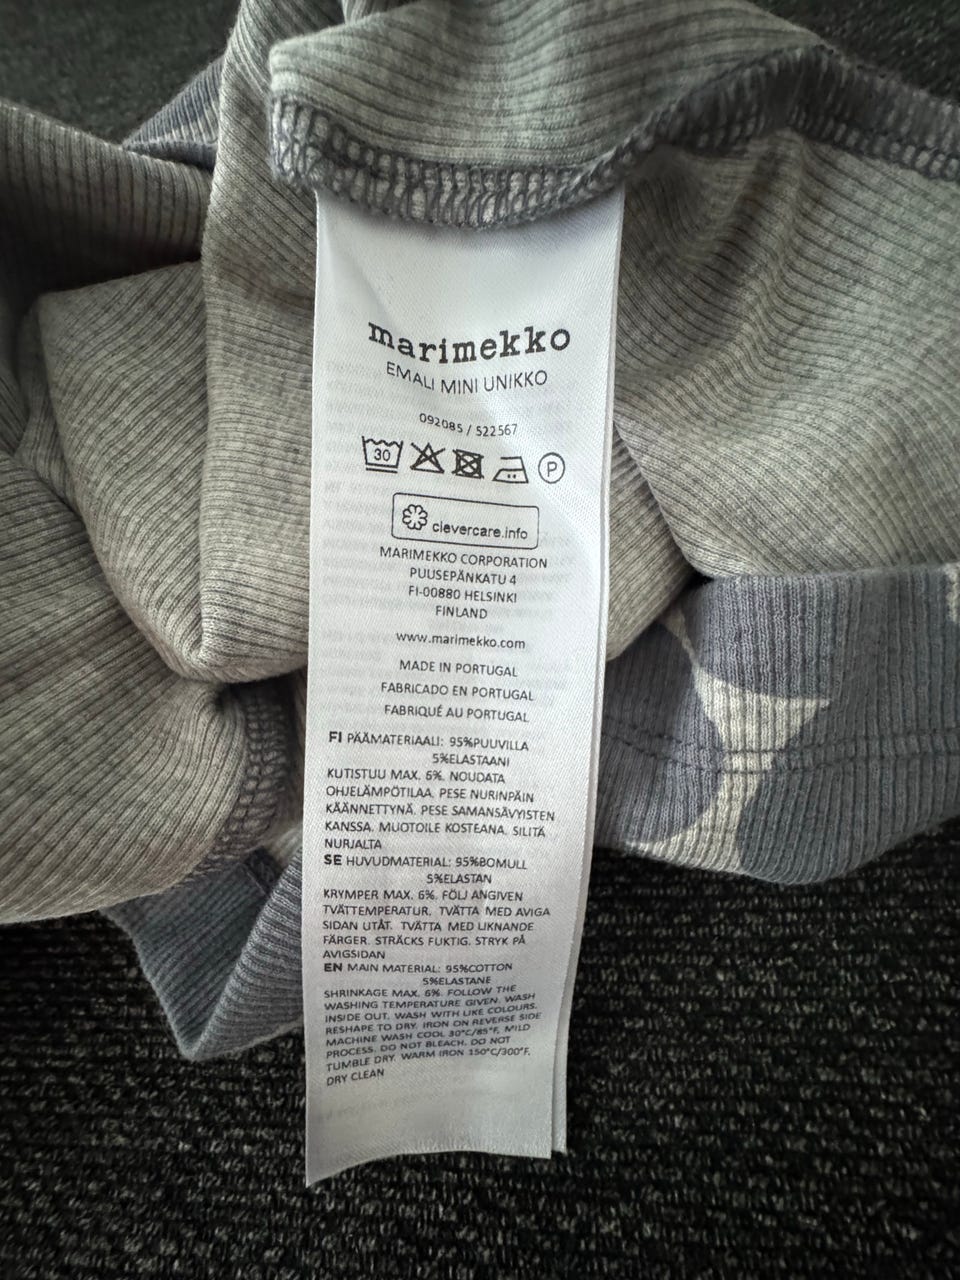 marimekko
EMALI MINI UNIKKO
092085 / 522567
30 P
clevercare.info
MARIMEKKO CORPORATION
PUUSEPÄNKATU 4
FI-00880 HELSINKI
FINLAND
www.marimekko.com
MADE IN PORTUGAL
FABRICADO EN PORTUGAL
FABRIQUÉ AU PORTUGAL
FI PÄÄMATERIAALI: 95%PUUVILLA
5%ELASTAANI
KUTISTUU MAX. 6%. NOUDATA
OHJELÄMPÖTILAA. PESE NURINPÄIN
KÄÄNNETTYNÄ. PESE SAMANSÄVYISTEN
KANSSA. MUOTOILE KOSTEANA. SILITÄ
NURJALTA
SE HUVUDMATERIAL: 95%BOMULL
5%ELASTAN
KRYMPER MAX. 6%. FÖLJ ANGIVEN
TVÄTTEMPERATUR. TVÄTTA MED AVIGA
SIDAN UTÅT. TVÄTTA MED LIKNANDE
FÄRGER. STRÄCKS FUKTIG. STRYK PÅ
AVIGSIDAN
EN MAIN MATERIAL: 95%COTTON
5%ELASTANE
SHRINKAGE MAX. 6%. FOLLOW THE
WASHING TEMPERATURE GIVEN. WASH
INSIDE OUT. WASH WITH LIKE COLOURS.
RESHAPE TO DRY. IRON ON REVERSE SIDE
MACHINE WASH COOL 30°C/85°F, MILD
PROCESS. DO NOT BLEACH. DO NOT
TUMBLE DRY. WARM IRON 150°C/300°F.
DRY CLEAN